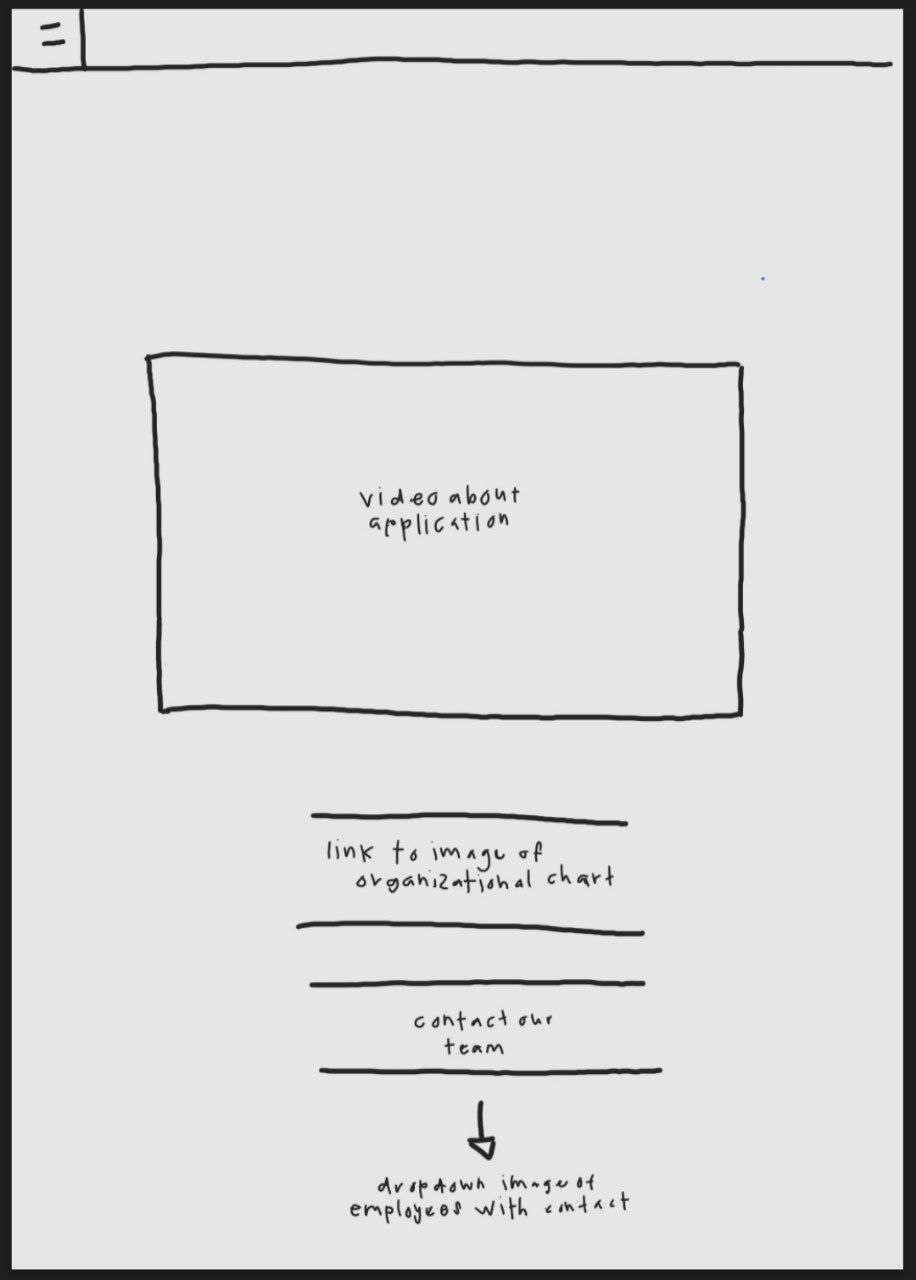 video about
application
link to image of
organizational chart
contact our
team
dropdown image of
employees with contact